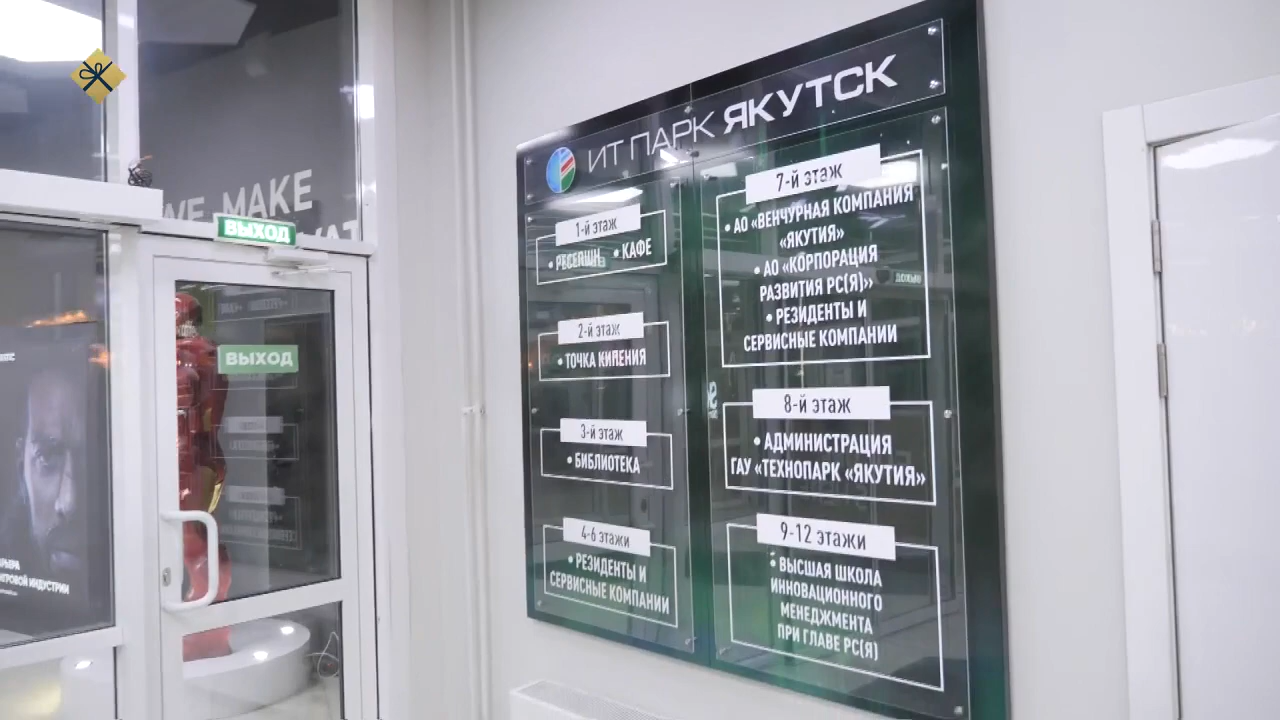 WE MAKE
ВЫХОД
ВЫХОД
ИГРОВОЙ ИНДУСТРИИ
ИТ ПАРК ЯКУТСК
1-й этаж
• РЕСЕПШН • КАФЕ
2-й этаж
• ТОЧКА КИПЕНИЯ
3-й этаж
• БИБЛИОТЕКА
4-6 этажи
• РЕЗИДЕНТЫ И
СЕРВИСНЫЕ КОМПАНИИ
7-й этаж
• АО «ВЕНЧУРНАЯ КОМПАНИЯ
«ЯКУТИЯ»
• АО «КОРПОРАЦИЯ
РАЗВИТИЯ РС(Я)»
• РЕЗИДЕНТЫ И
СЕРВИСНЫЕ КОМПАНИИ
8-й этаж
• АДМИНИСТРАЦИЯ
ГАУ «ТЕХНОПАРК «ЯКУТИЯ»
9-12 этажи
• ВЫСШАЯ ШКОЛА
ИННОВАЦИОННОГО
МЕНЕДЖМЕНТА
ПРИ ГЛАВЕ РС(Я)